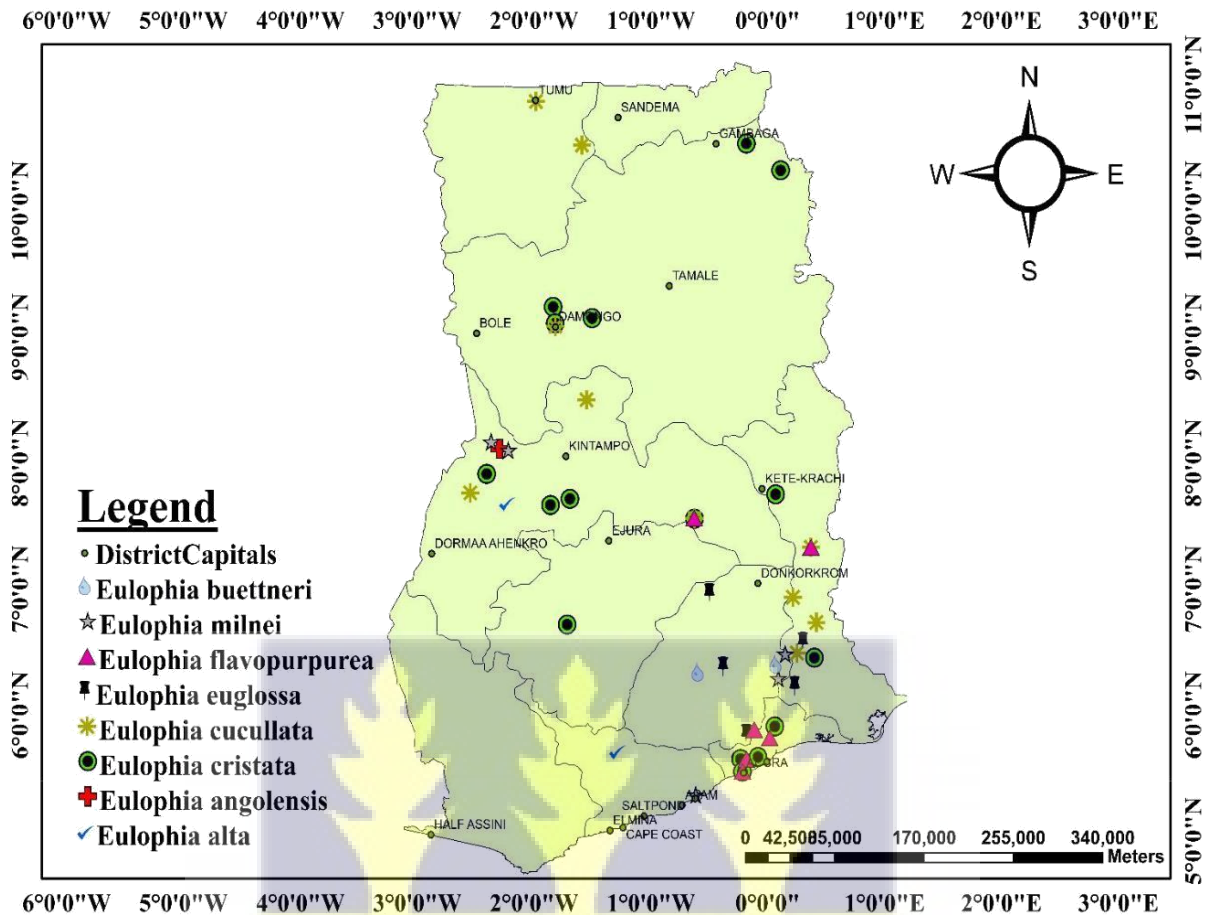 6°0'0"W 5°0'0"W 4°0'0"W 3°0'0"W 2°0'0"W 1°0'0"W 0°0'0" 1°0'0"E 2°0'0"E 3°0'0"E
11°0'0"N
10°0'0"N
10°0'0"N
9°0'0"N
9°0'0"N
8°0'0"N
8°0'0"N
7°0'0"N
7°0'0"N
6°0'0"N
6°0'0"N
5°0'0"N
N
W E
S
TUMU
SANDEMA
GAMBAGA
TAMALE
BOLE
DAMONGO
KINTAMPO
KETE-KRACHI
EJURA
DORMAA AHENKRO
DONKORKROM
APAM
SALTPOND
ELMINA
CAPE COAST
HALF ASSINI
Legend
DistrictCapitals
Eulophia buettneri
Eulophia milnei
Eulophia flavopurpurea
Eulophia euglossa
Eulophia cucullata
Eulophia cristata
Eulophia angolensis
Eulophia alta
0 42,500 85,000 170,000 255,000 340,000
Meters
6°0'0"W 5°0'0"W 4°0'0"W 3°0'0"W 2°0'0"W 1°0'0"W 0°0'0" 1°0'0"E 2°0'0"E 3°0'0"E